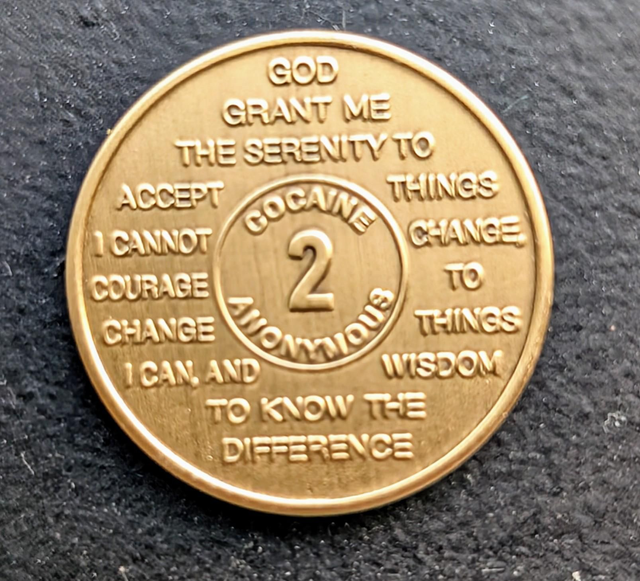 GOD
GRANT ME
THE SERENITY TO
ACCEPT THINGS
I CANNOT CHANGE,
COURAGE TO
CHANGE THINGS
I CAN, AND WISDOM
TO KNOW THE
DIFFERENCE
COCAINE
2
ANONYMOUS